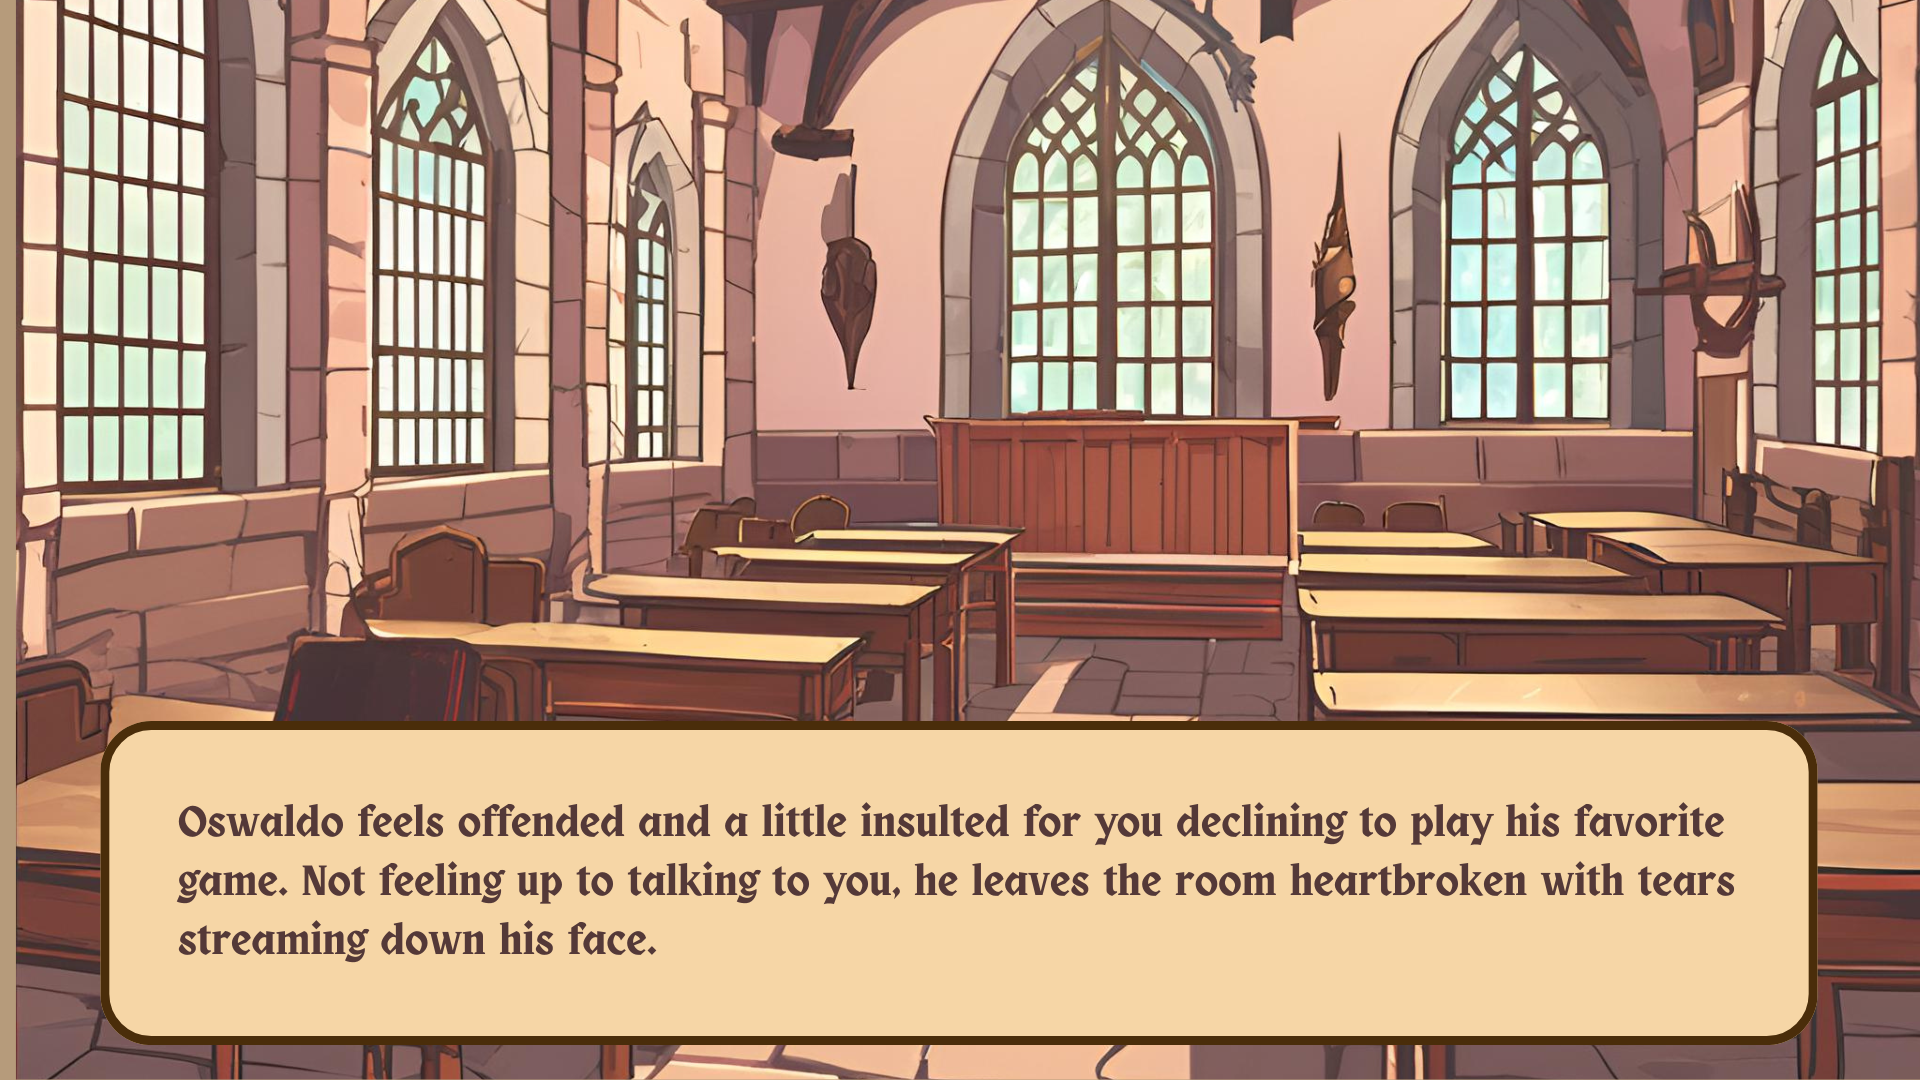 Oswaldo feels offended and a little insulted for you declining to play his favorite
game. Not feeling up to talking to you, he leaves the room heartbroken with tears
streaming down his face.